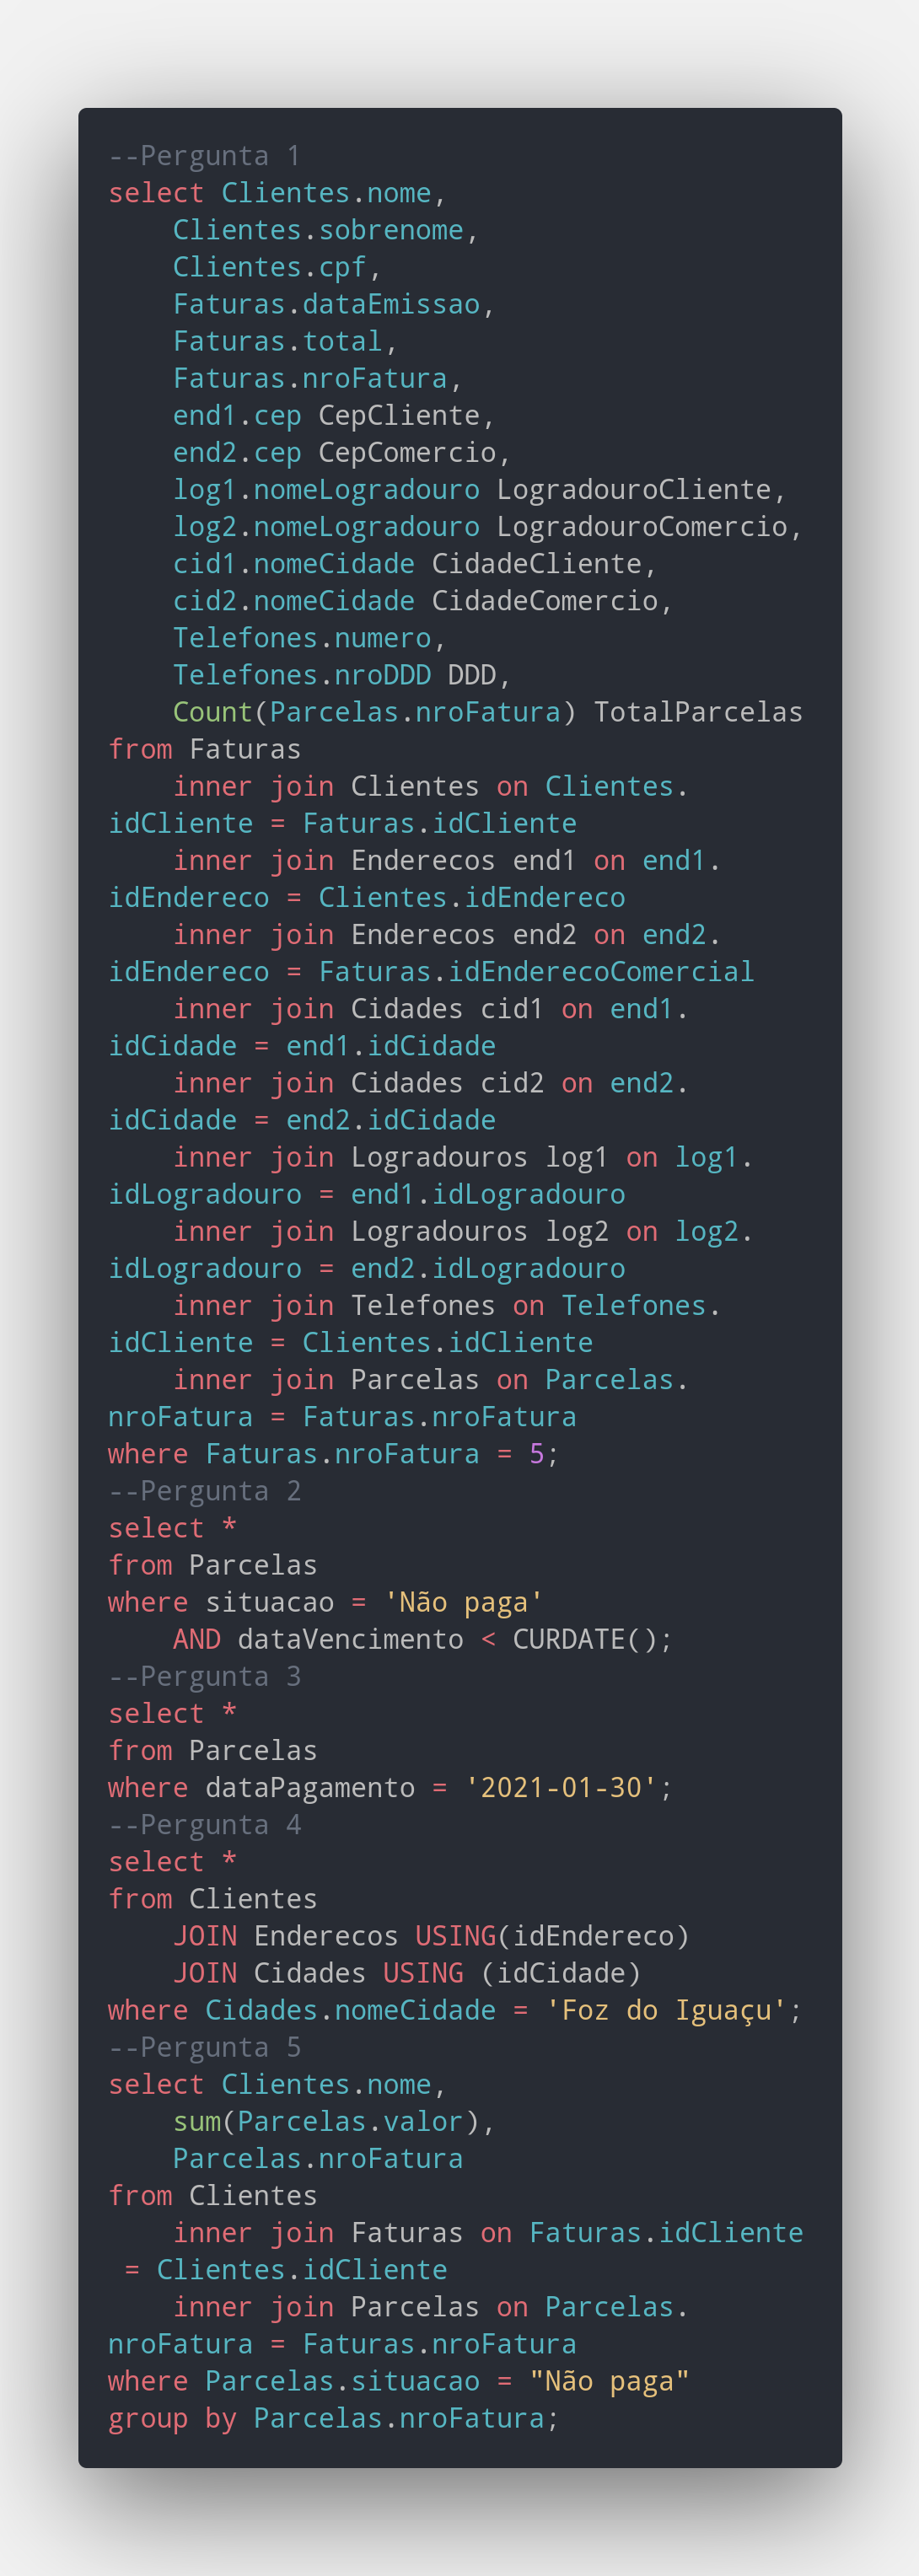 --Pergunta 1
select Clientes.nome,
    Clientes.sobrenome,
    Clientes.cpf,
    Faturas.dataEmissao,
    Faturas.total,
    Faturas.nroFatura,
    end1.cep CepCliente,
    end2.cep CepComercio,
    log1.nomeLogradouro LogradouroCliente,
    log2.nomeLogradouro LogradouroComercio,
    cid1.nomeCidade CidadeCliente,
    cid2.nomeCidade CidadeComercio,
    Telefones.numero,
    Telefones.nroDDD DDD,
    Count(Parcelas.nroFatura) TotalParcelas
from Faturas
    inner join Clientes on Clientes.
idCliente = Faturas.idCliente
    inner join Enderecos end1 on end1.
idEndereco = Clientes.idEndereco
    inner join Enderecos end2 on end2.
idEndereco = Faturas.idEnderecoComercial
    inner join Cidades cid1 on end1.
idCidade = end1.idCidade
    inner join Cidades cid2 on end2.
idCidade = end2.idCidade
    inner join Logradouros log1 on log1.
idLogradouro = end1.idLogradouro
    inner join Logradouros log2 on log2.
idLogradouro = end2.idLogradouro
    inner join Telefones on Telefones.
idCliente = Clientes.idCliente
    inner join Parcelas on Parcelas.
nroFatura = Faturas.nroFatura
where Faturas.nroFatura = 5;
--Pergunta 2
select *
from Parcelas
where situacao = 'Não paga'
    AND dataVencimento < CURDATE();
--Pergunta 3
select *
from Parcelas
where dataPagamento = '2021-01-30';
--Pergunta 4
select *
from Clientes
    JOIN Enderecos USING(idEndereco)
    JOIN Cidades USING (idCidade)
where Cidades.nomeCidade = 'Foz do Iguaçu';
--Pergunta 5
select Clientes.nome,
    sum(Parcelas.valor),
    Parcelas.nroFatura
from Clientes
    inner join Faturas on Faturas.idCliente
 = Clientes.idCliente
    inner join Parcelas on Parcelas.
nroFatura = Faturas.nroFatura
where Parcelas.situacao = "Não paga"
group by Parcelas.nroFatura;